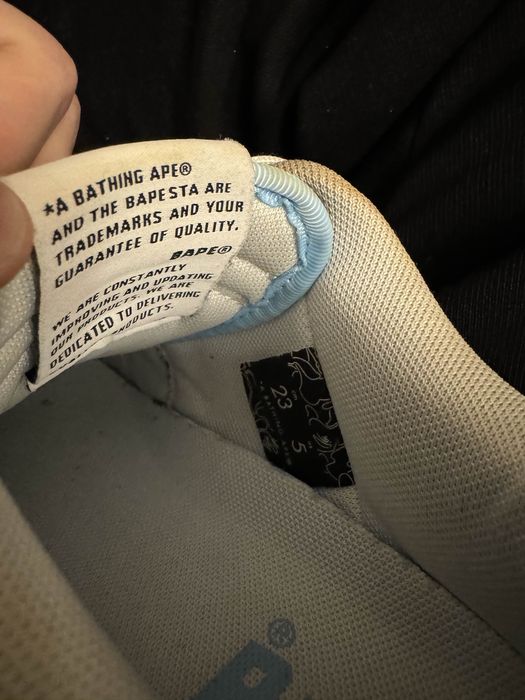 *A BATHING APE®
AND THE BAPESTA ARE
TRADEMARKS AND YOUR
GUARANTEE OF QUALITY.
BAPE®
WE ARE CONSTANTLY
IMPROVING AND UPDATING
OUR PRODUCTS. WE ARE
DEDICATED TO DELIVERING
PRODUCTS.
23
5
®